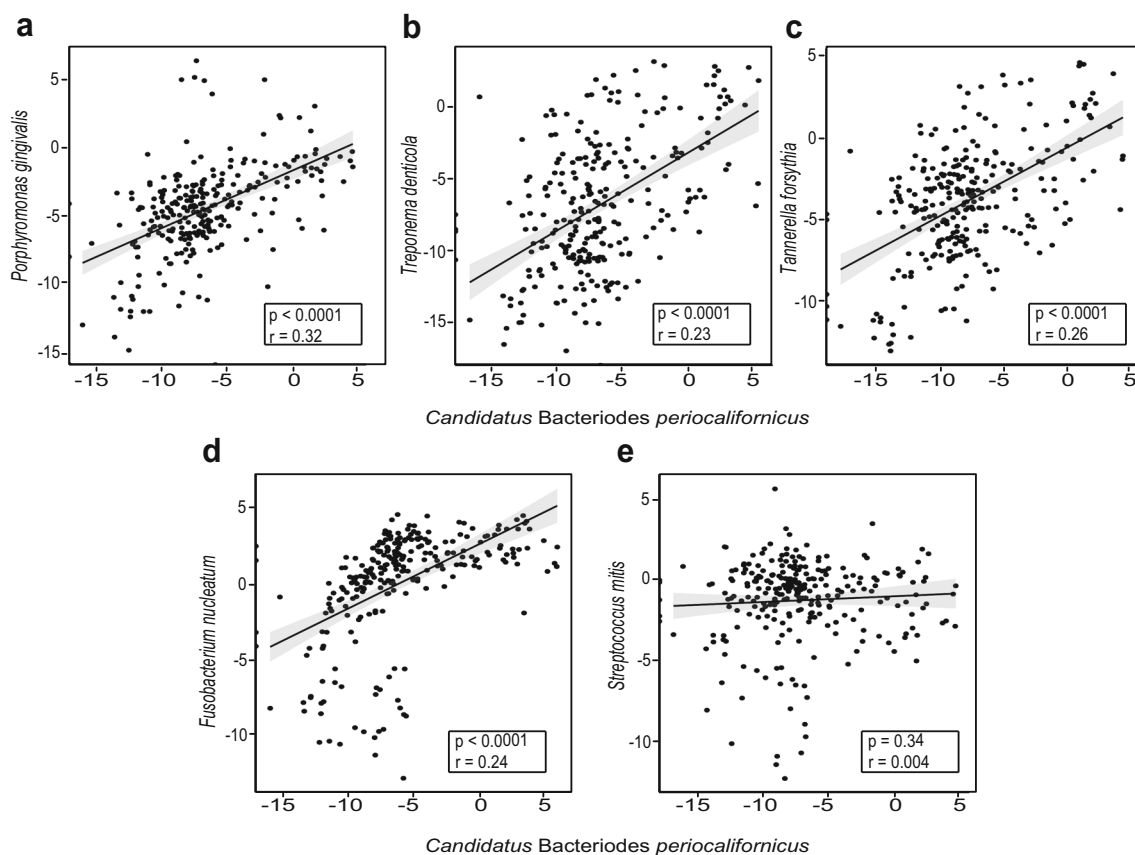 a
b
c
5
0
-5
-10
-15
Porphyromonas gingivalis
p < 0.0001
r = 0.32
-15 -10 -5 0 5
0
-5
-10
-15
Treponema denticola
p < 0.0001
r = 0.23
-15 -10 -5 0 5
5
0
-5
-10
Tannerella forsythia
p < 0.0001
r = 0.26
-15 -10 -5 0 5
Candidatus Bacteriodes periocalifornicus
d
e
5
0
-5
-10
Fusobacterium nucleatum
p < 0.0001
r = 0.24
-15 -10 -5 0 5
5
0
-5
-10
Streptococcus mitis
p = 0.34
r = 0.004
-15 -10 -5 0 5
Candidatus Bacteriodes periocalifornicus